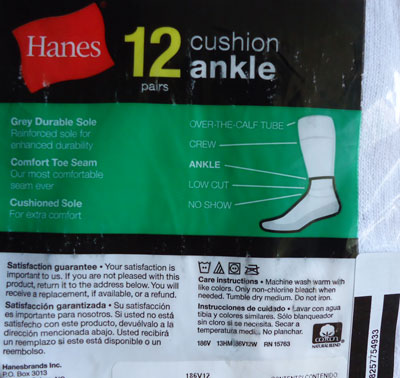 Hanes
12 pairs
cushion
ankle
Grey Durable Sole
Reinforced sole for
enhanced durability
Comfort Toe Seam
Our most comfortable
seam ever
Cushioned Sole
For extra comfort
OVER-THE-CALF TUBE
CREW
ANKLE
LOW CUT
NO SHOW
Satisfaction guarantee • Your satisfaction is
important to us. If you are not pleased with this
product, return it to the address below. You will
receive a replacement, if available, or a refund.
Satisfacción garantizada • Su satisfacción
es importante para nosotros. Si usted no está
satisfecho con este producto, devuélvalo a la
dirección mencionada abajo. Usted recibirá
un reemplazo si este está disponible o un
reembolso.
Hanesbrands Inc.
P.O. Box 3013
Care instructions • Machine wash warm with
like colors. Only non-chlorine bleach when
needed. Tumble dry medium. Do not iron.
Instrucciones de cuidado • Lavar con agua
tibia y colores similares. Sólo blanqueador
sin cloro si se necesita. Secar a
temperatura medi. No planchar.
186V 13HM 86V12W RN 15763
COTTON
NATURAL BLEND
186V12
CONTENTS/CONTENIDO
8257754933